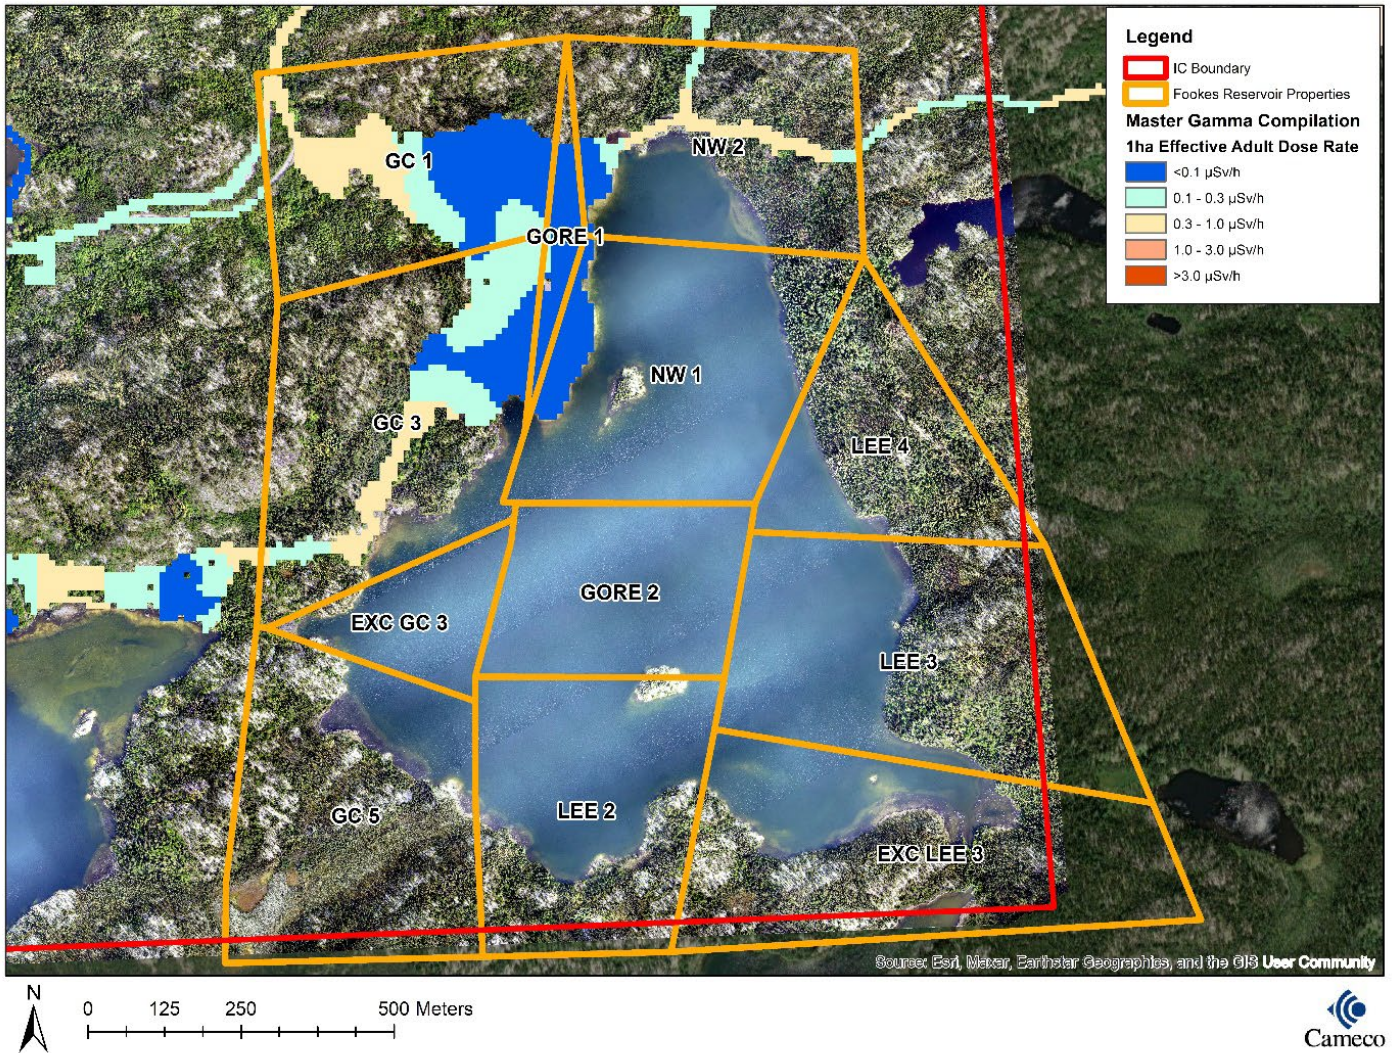 Legend
IC Boundary
Fookes Reservoir Properties
Master Gamma Compilation
1ha Effective Adult Dose Rate
<0.1 µSv/h
0.1 - 0.3 µSv/h
0.3 - 1.0 µSv/h
1.0 - 3.0 µSv/h
>3.0 µSv/h
GC 1
NW 2
GORE 1
NW 1
GC 3
LEE 4
GORE 2
EXC GC 3
LEE 3
GC 5
LEE 2
EXC LEE 3
Source: Esri, Maxar, Earthstar Geographics, and the GIS User Community
N
0 125 250 500 Meters
Cameco